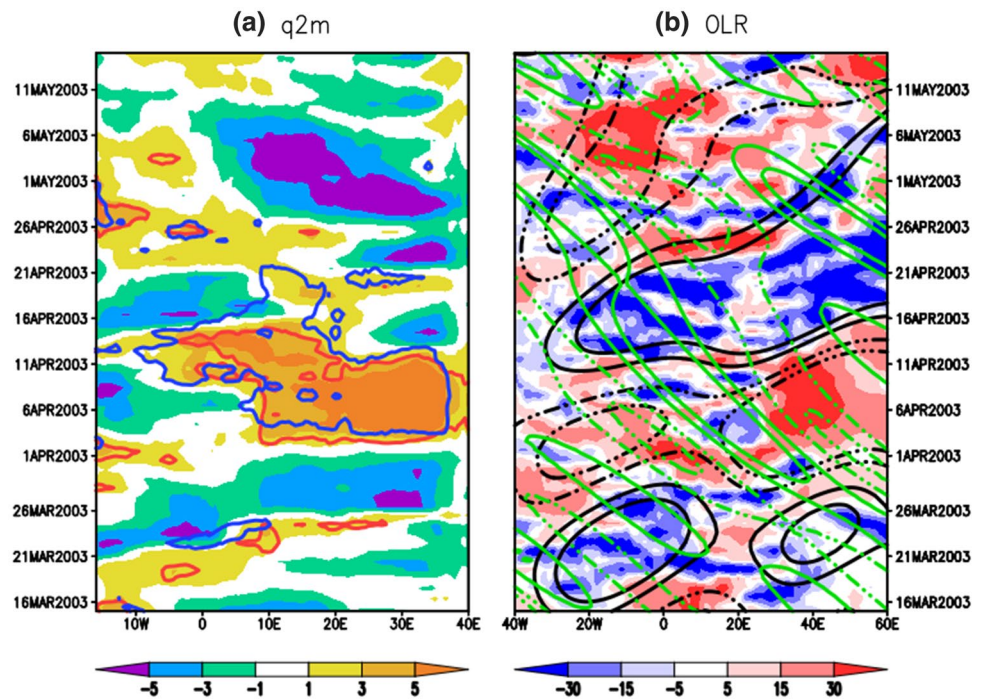 (a) q2m
(b) OLR
11MAY2003
6MAY2003
1MAY2003
26APR2003
21APR2003
16APR2003
11APR2003
6APR2003
1APR2003
26MAR2003
21MAR2003
16MAR2003
11MAY2003
6MAY2003
1MAY2003
26APR2003
21APR2003
16APR2003
11APR2003
6APR2003
1APR2003
26MAR2003
21MAR2003
16MAR2003
10W 0 10E 20E 30E 40E
40W 20W 0 20E 40E 60E
-5 -3 -1 1 3 5
-30 -15 -5 5 15 30